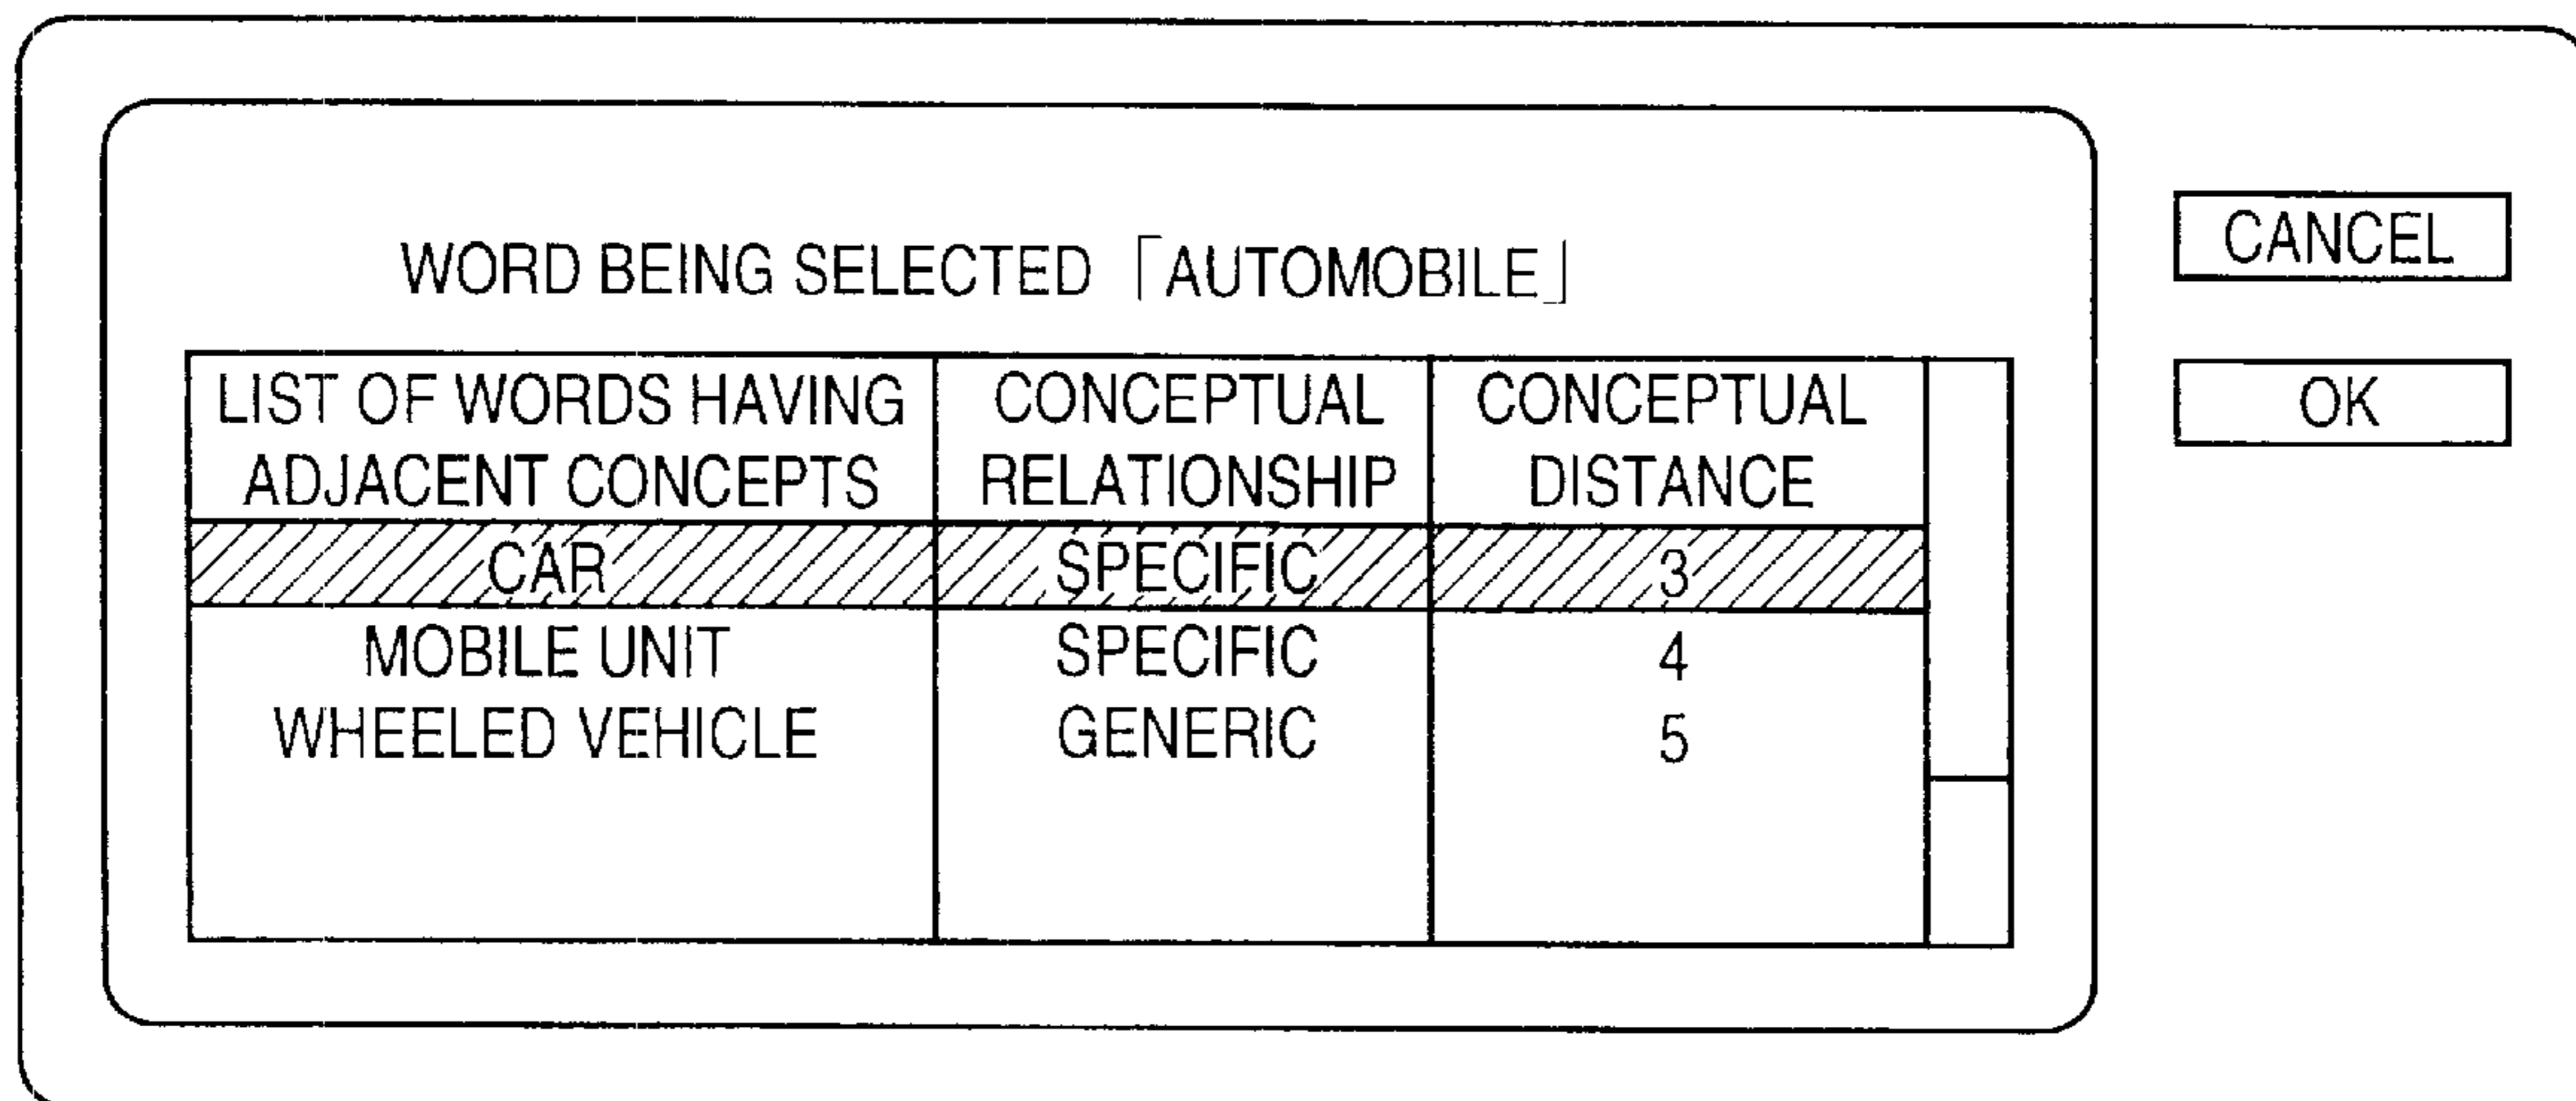 WORD BEING SELECTED 「AUTOMOBILE」
CANCEL
OK
LIST OF WORDS HAVING ADJACENT CONCEPTS
CONCEPTUAL RELATIONSHIP
CONCEPTUAL DISTANCE
CAR SPECIFIC 3
MOBILE UNIT SPECIFIC 4
WHEELED VEHICLE GENERIC 5